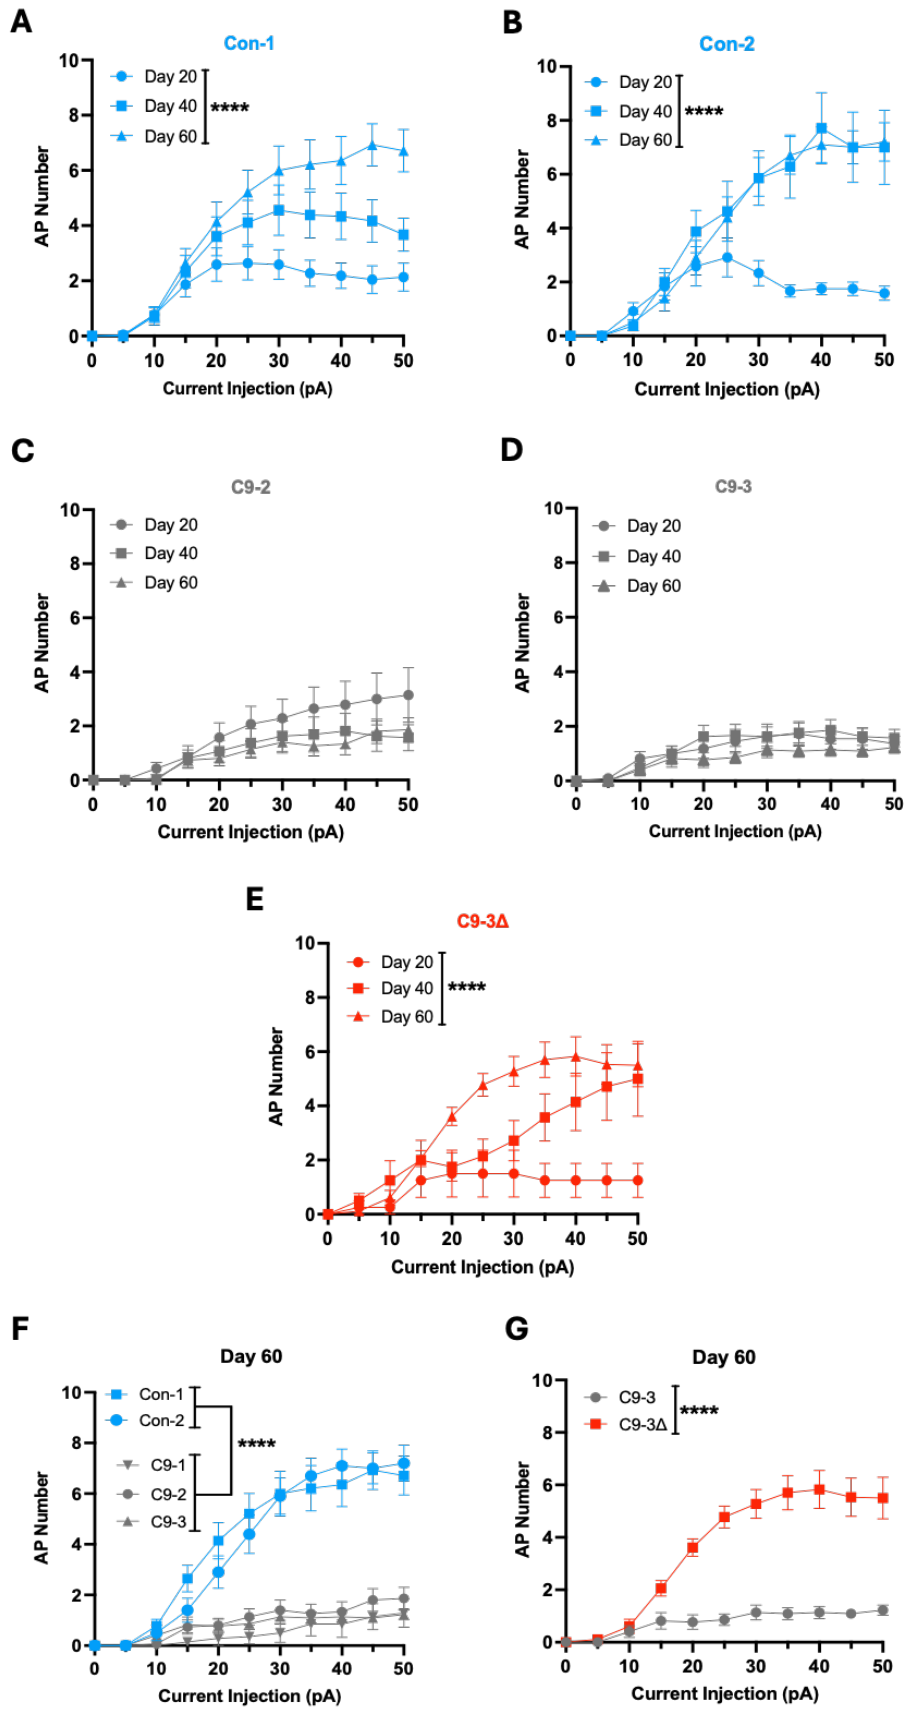 A
Con-1
10
8
6
4
2
0
AP Number
Day 20
Day 40
Day 60
****
0 10 20 30 40 50
Current Injection (pA)
B
Con-2
10
8
6
4
2
0
AP Number
Day 20
Day 40
Day 60
****
0 10 20 30 40 50
Current Injection (pA)
C
C9-2
10
8
6
4
2
0
AP Number
Day 20
Day 40
Day 60
0 10 20 30 40 50
Current Injection (pA)
D
C9-3
10
8
6
4
2
0
AP Number
Day 20
Day 40
Day 60
0 10 20 30 40 50
Current Injection (pA)
E
C9-3Δ
10
8
6
4
2
0
AP Number
Day 20
Day 40
Day 60
****
0 10 20 30 40 50
Current Injection (pA)
F
Day 60
10
8
6
4
2
0
AP Number
Con-1
Con-2
C9-1
C9-2
C9-3
****
0 10 20 30 40 50
Current Injection (pA)
G
Day 60
10
8
6
4
2
0
AP Number
C9-3
C9-3Δ
****
0 10 20 30 40 50
Current Injection (pA)